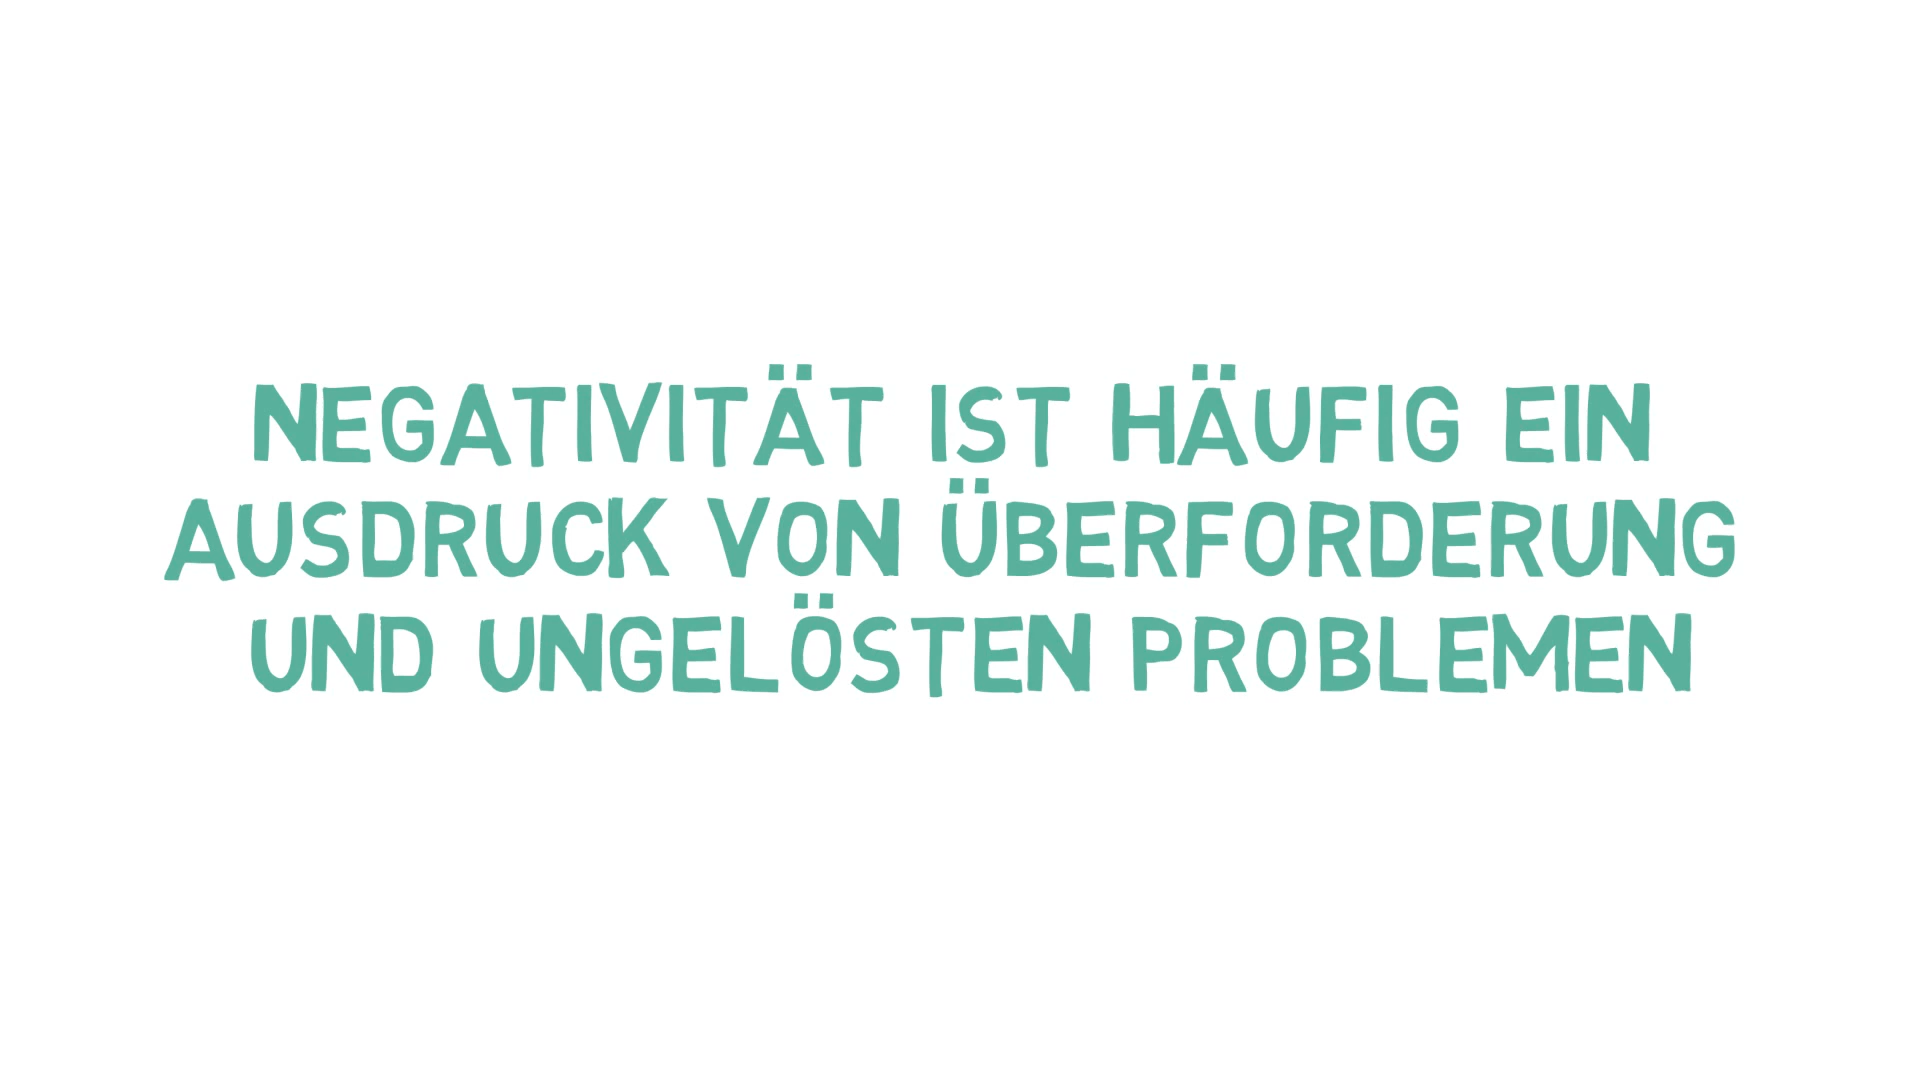 NEGATIVITÄT IST HÄUFIG EIN
AUSDRUCK VON ÜBERFORDERUNG
UND UNGELÖSTEN PROBLEMEN